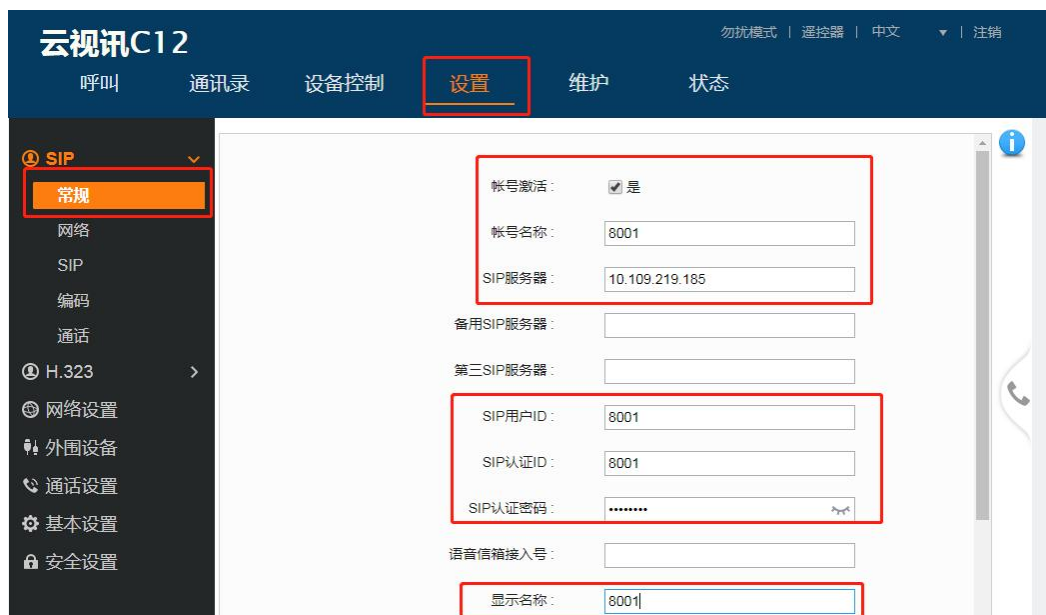 云视讯C12
勿扰模式 | 遥控器 | 中文 ▼ | 注销
呼叫 通讯录 设备控制 设置 维护 状态
SIP
常规
网络
SIP
编码
通话
H.323
网络设置
外围设备
通话设置
基本设置
安全设置
帐号激活 : 是
帐号名称 : 8001
SIP服务器 : 10.109.219.185
备用SIP服务器 :
第三SIP服务器 :
SIP用户ID : 8001
SIP认证ID : 8001
SIP认证密码 : ••••••••
语音信箱接入号 :
显示名称 : 8001